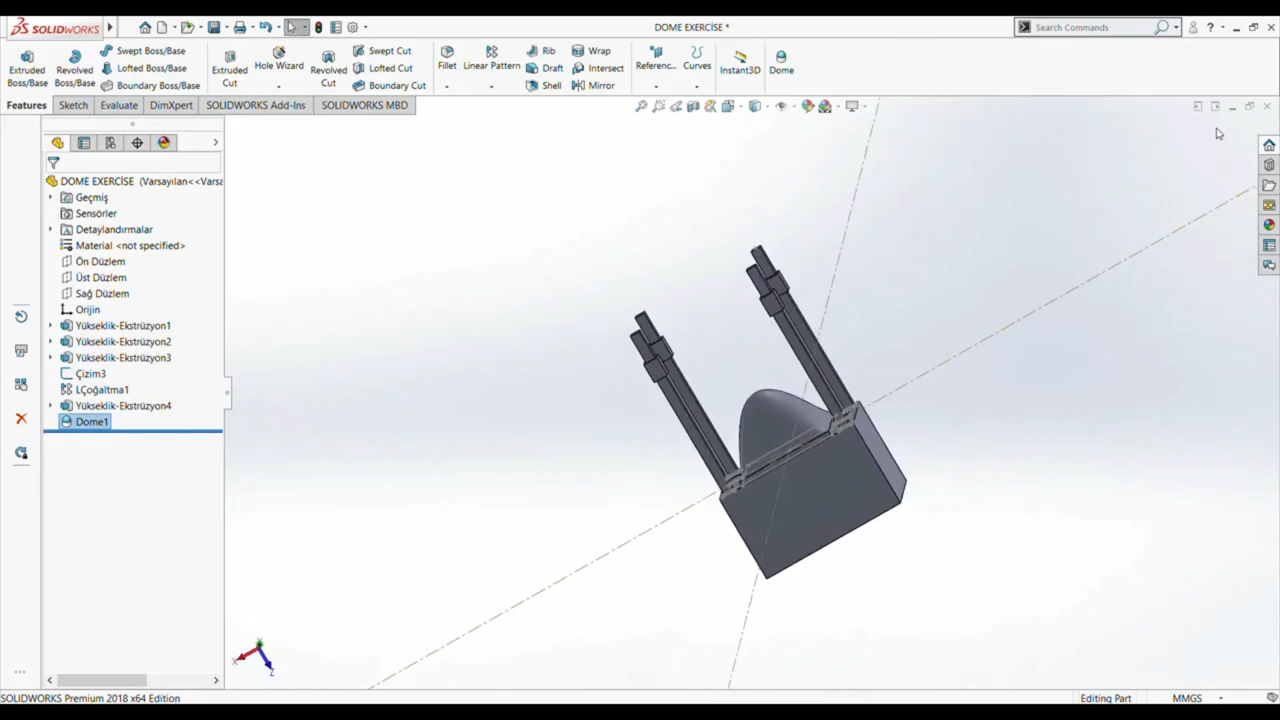 SOLIDWORKS
DOME EXERCİSE *
Search Commands
?
Extruded Boss/Base
Revolved Boss/Base
Swept Boss/Base
Lofted Boss/Base
Boundary Boss/Base
Extruded Cut
Hole Wizard
Revolved Cut
Swept Cut
Lofted Cut
Boundary Cut
Fillet
Linear Pattern
Rib
Draft
Shell
Wrap
Intersect
Mirror
Referenc...
Curves
Instant3D
Dome
Features
Sketch
Evaluate
DimXpert
SOLIDWORKS Add-Ins
SOLIDWORKS MBD
DOME EXERCİSE (Varsayılan<<Varsa
Geçmiş
Sensörler
Detaylandırmalar
Material <not specified>
Ön Düzlem
Üst Düzlem
Sağ Düzlem
Orijin
Yükseklik-Ekstrüzyon1
Yükseklik-Ekstrüzyon2
Yükseklik-Ekstrüzyon3
Çizim3
LÇoğaltma1
Yükseklik-Ekstrüzyon4
Dome1
X
Z
SOLIDWORKS Premium 2018 x64 Edition
Editing Part
MMGS